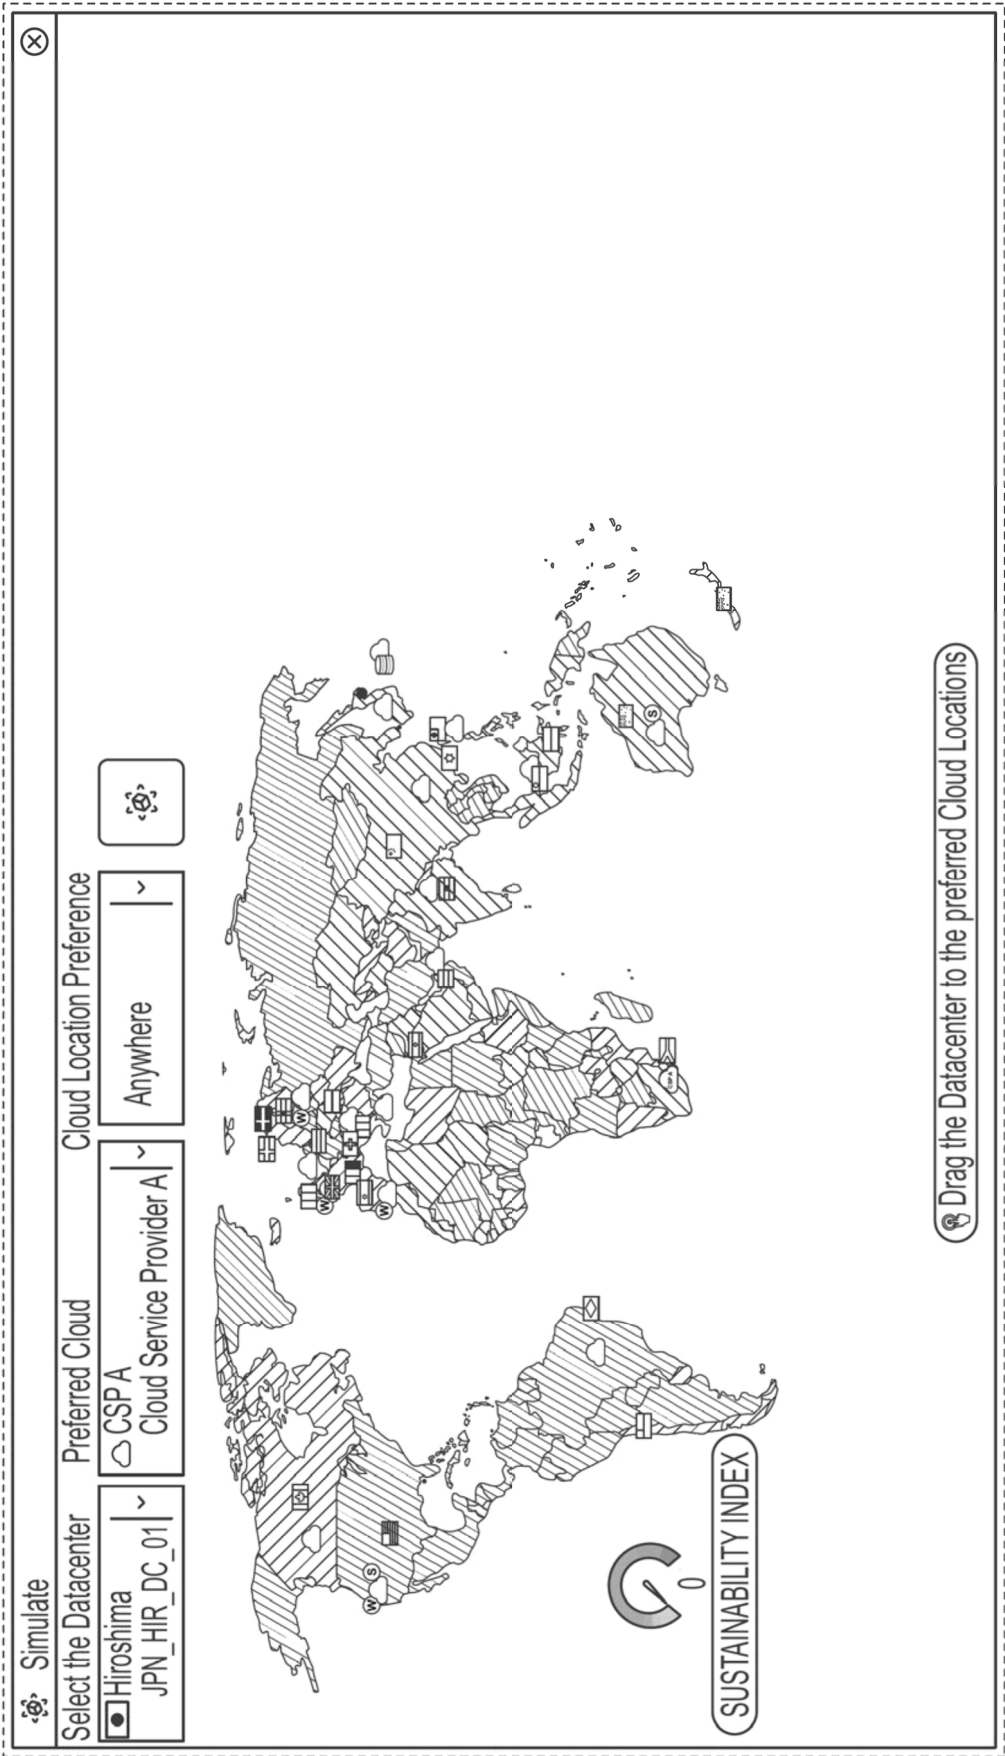 Simulate
Select the Datacenter
Preferred Cloud
Cloud Location Preference
Hiroshima
JPN_HIR_DC_01
CSP A
Cloud Service Provider A
Anywhere
W
W
W
W
S
S
CSP A
0
SUSTAINABILITY INDEX
Drag the Datacenter to the preferred Cloud Locations